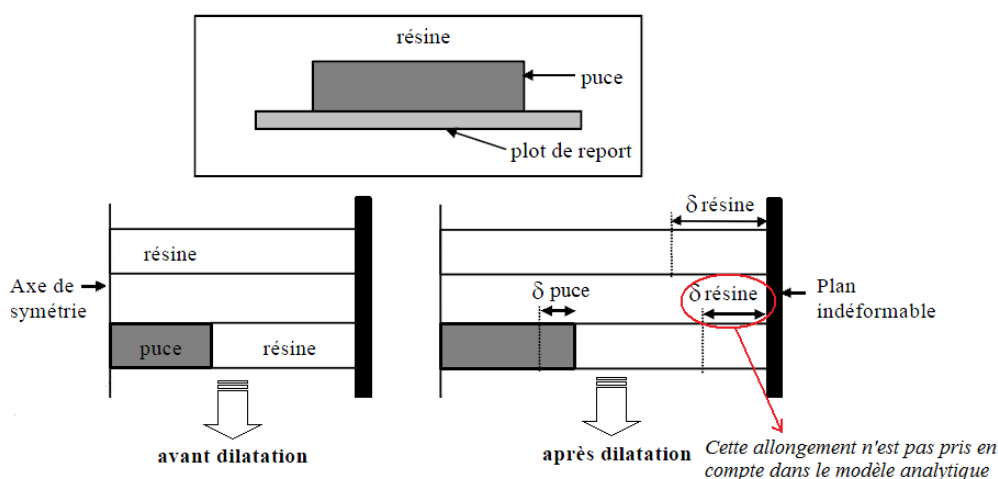 résine
puce
plot de report
δ résine
résine
Axe de
symétrie
δ puce
δ résine
Plan
indéformable
puce
résine
avant dilatation
après dilatation
Cette allongement n'est pas pris en
compte dans le modèle analytique